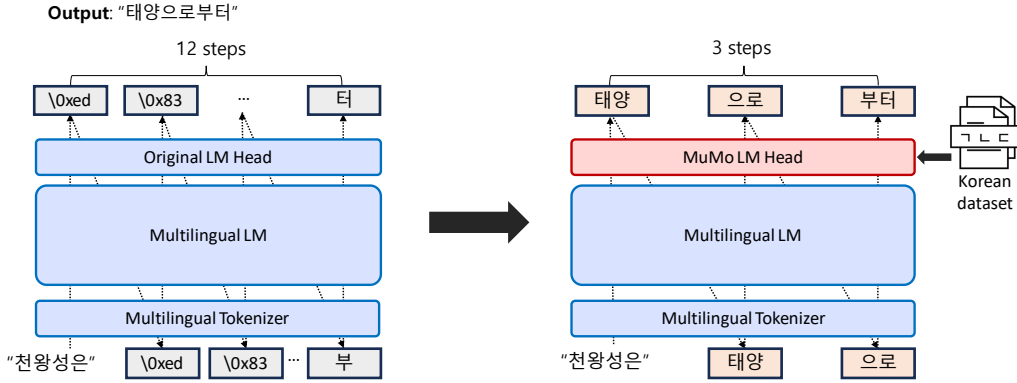 Output: "태양으로부터"
12 steps
\0xed
\0x83
...
터
Original LM Head
Multilingual LM
Multilingual Tokenizer
"천왕성은"
\0xed
\0x83
...
부
3 steps
태양
으로
부터
MuMo LM Head
ㄱㄴㄷ
Korean
dataset
Multilingual LM
Multilingual Tokenizer
"천왕성은"
태양
으로